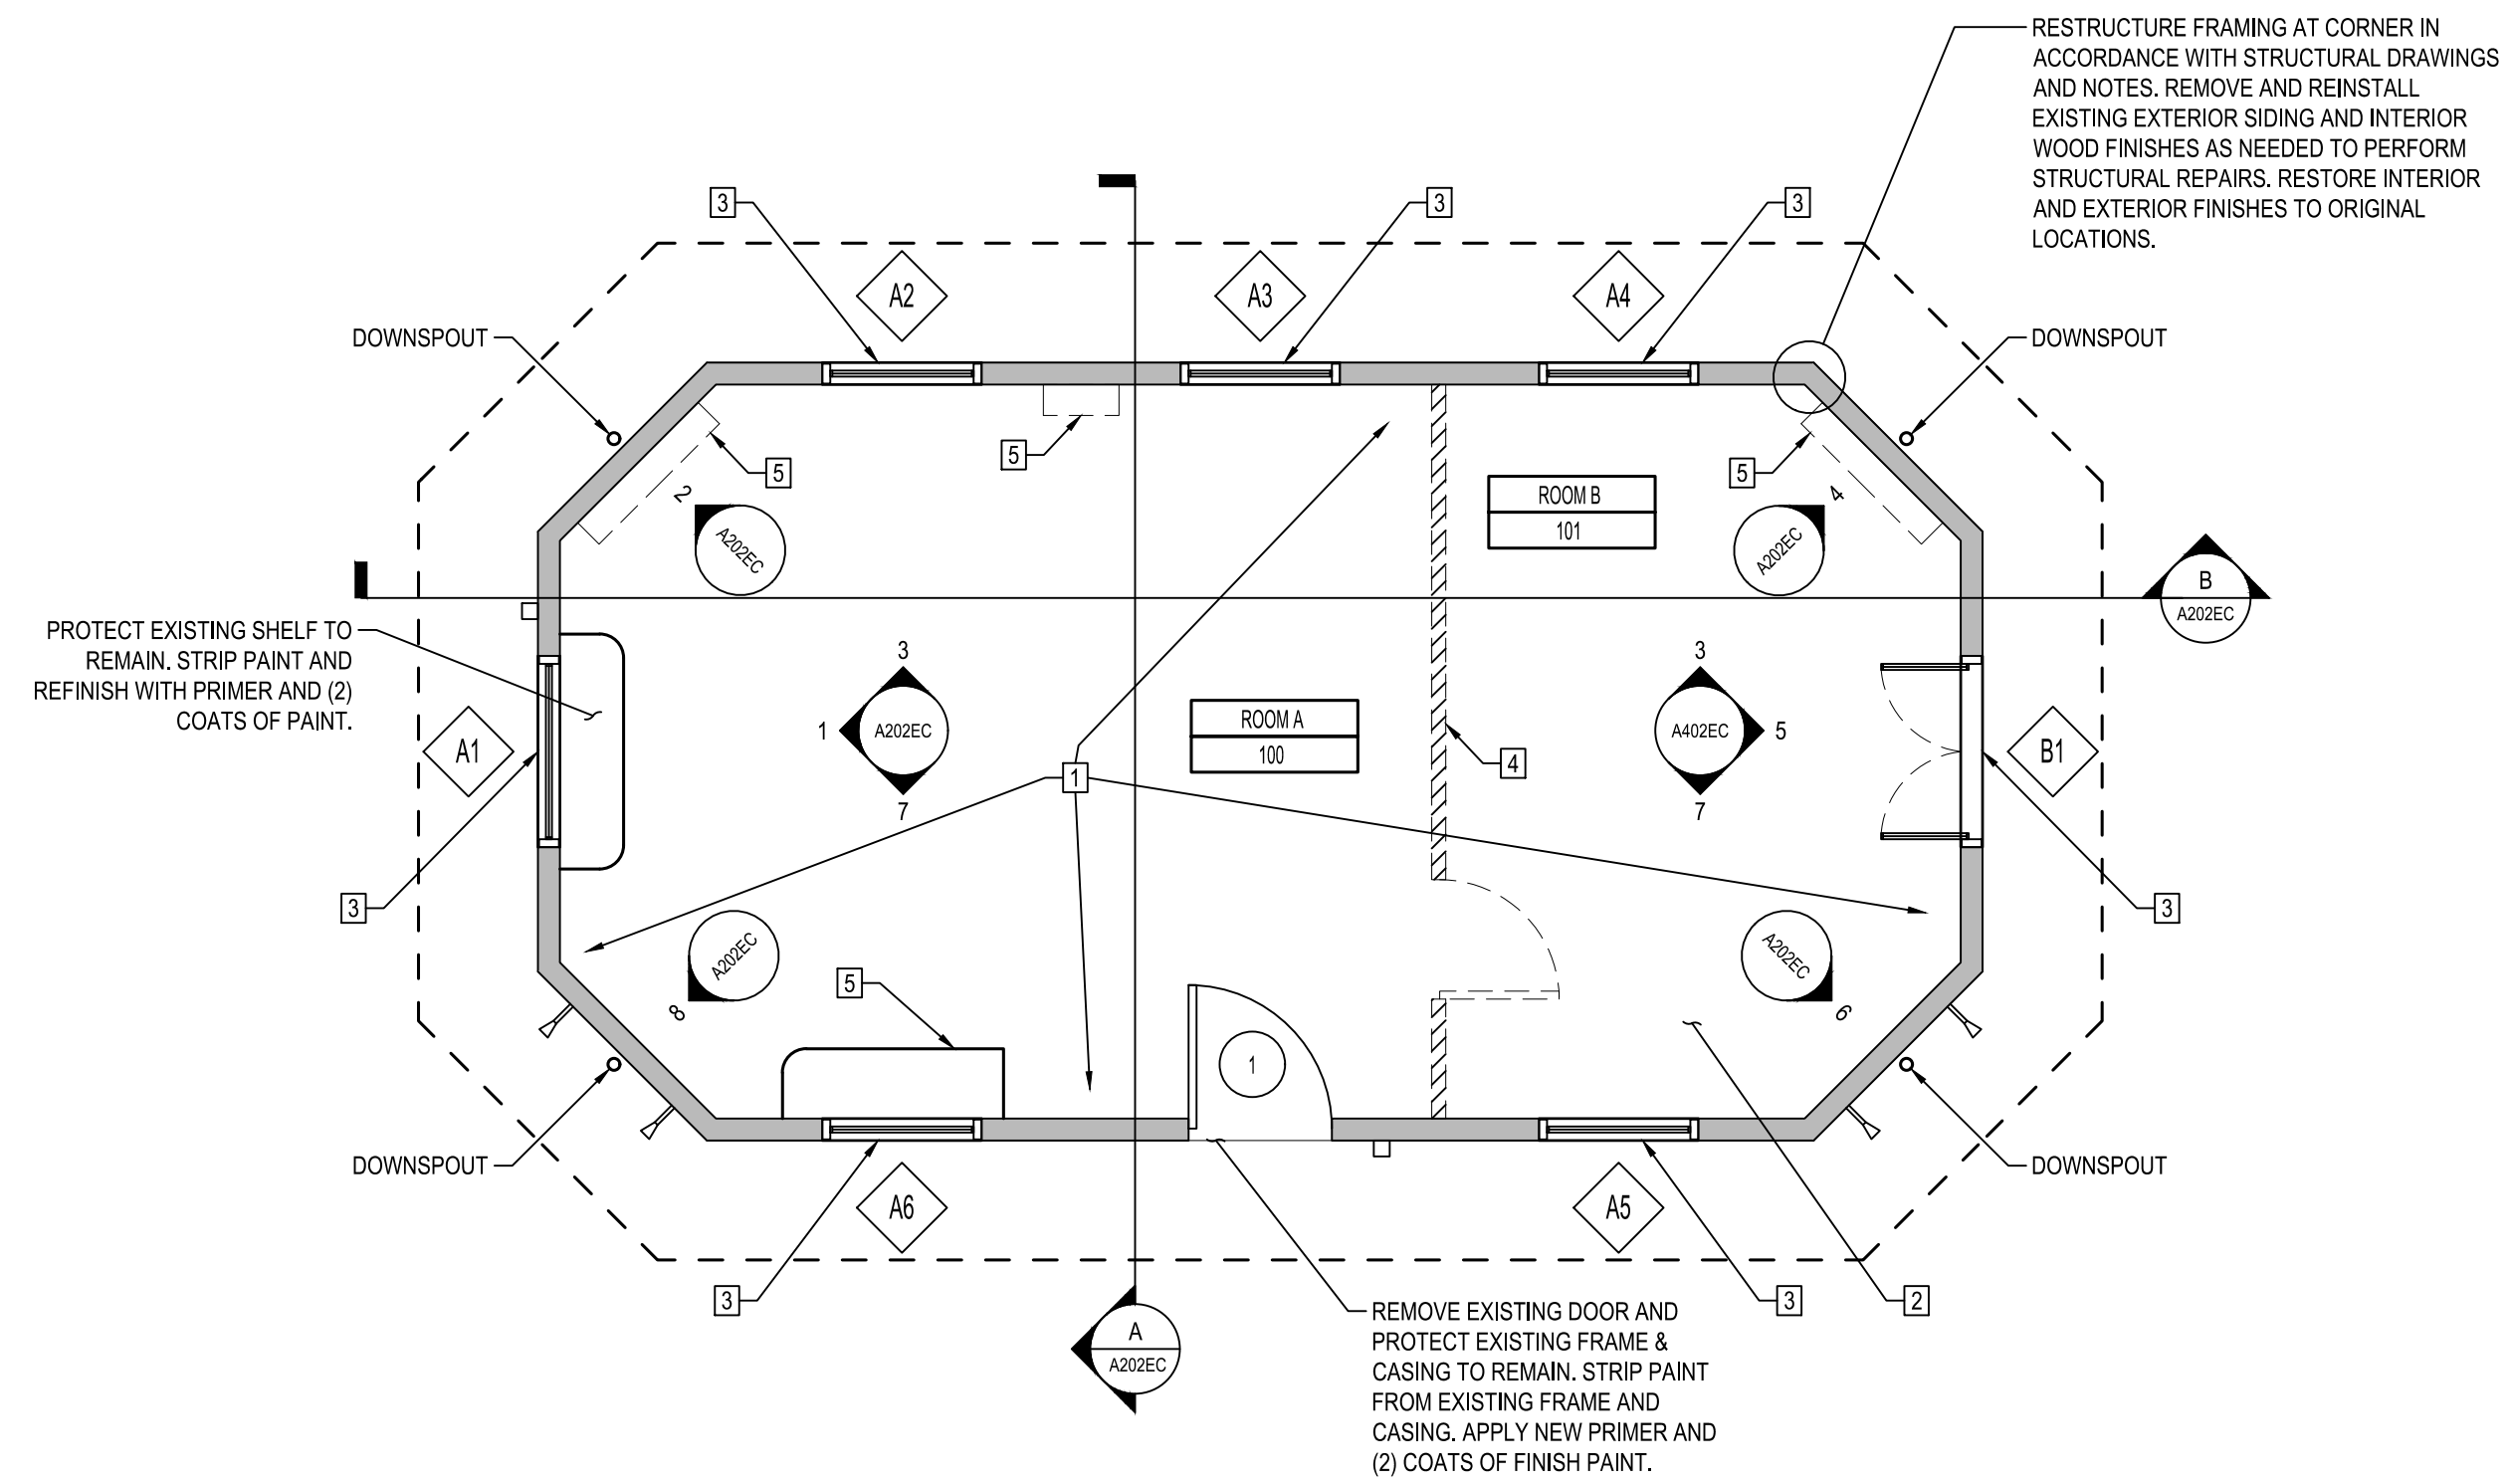 RESTRUCTURE FRAMING AT CORNER IN
ACCORDANCE WITH STRUCTURAL DRAWINGS
AND NOTES. REMOVE AND REINSTALL
EXISTING EXTERIOR SIDING AND INTERIOR
WOOD FINISHES AS NEEDED TO PERFORM
STRUCTURAL REPAIRS. RESTORE INTERIOR
AND EXTERIOR FINISHES TO ORIGINAL
LOCATIONS.
3
3
3
A2
A3
A4
DOWNSPOUT
DOWNSPOUT
5
5
5
2
A202EC
ROOM B
101
4
A202EC
B
A202EC
PROTECT EXISTING SHELF TO
REMAIN. STRIP PAINT AND
REFINISH WITH PRIMER AND (2)
COATS OF PAINT.
A1
3
1
A202EC
7
ROOM A
100
3
A402EC
5
7
B1
1
4
3
3
A202EC
8
5
1
A202EC
6
DOWNSPOUT
DOWNSPOUT
A6
A5
3
3
2
A
A202EC
REMOVE EXISTING DOOR AND
PROTECT EXISTING FRAME &
CASING TO REMAIN. STRIP PAINT
FROM EXISTING FRAME AND
CASING. APPLY NEW PRIMER AND
(2) COATS OF FINISH PAINT.